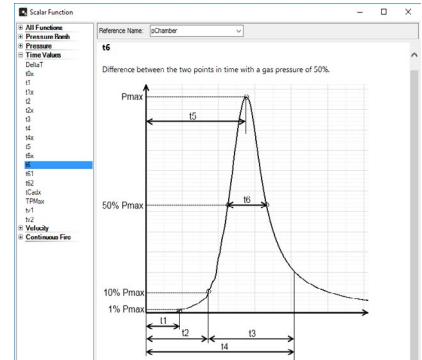 Scalar Function
All Functions
Pressure Bomb
Pressure
Time Values
DeltaT
t0x
t1
t1x
t2
t2x
t3
t4
t4x
t5
t5x
t6
t61
t62
tCadx
TPMax
tv1
tv2
Velocity
Continuous Fire
Reference Name: pChamber
t6
Difference between the two points in time with a gas pressure of 50%.
Pmax
t5
50% Pmax
t6
10% Pmax
1% Pmax
t1
t2
t3
t4